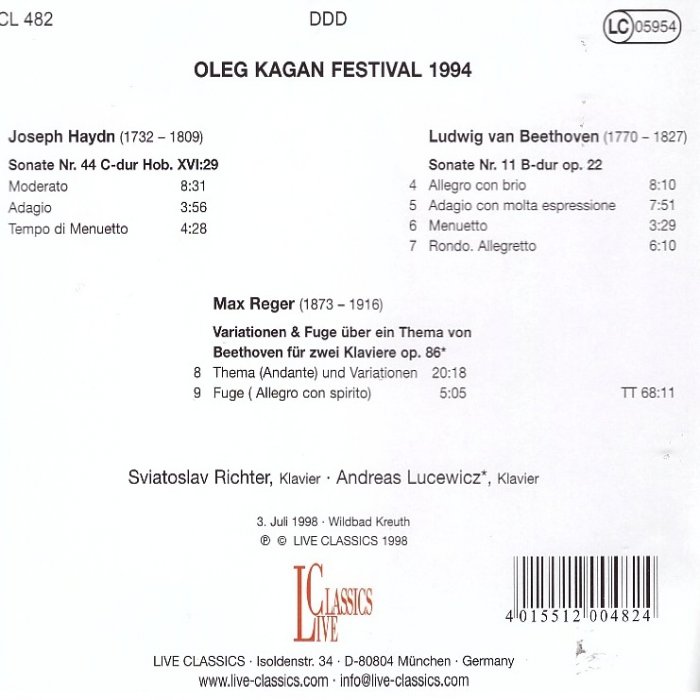 CL 482
DDD
LC 05954
OLEG KAGAN FESTIVAL 1994
Joseph Haydn (1732 – 1809)
Sonate Nr. 44 C-dur Hob. XVI:29
Moderato 8:31
Adagio 3:56
Tempo di Menuetto 4:28
Ludwig van Beethoven (1770 – 1827)
Sonate Nr. 11 B-dur op. 22
4 Allegro con brio 8:10
5 Adagio con molta espressione 7:51
6 Menuetto 3:29
7 Rondo. Allegretto 6:10
Max Reger (1873 – 1916)
Variationen & Fuge über ein Thema von
Beethoven für zwei Klaviere op. 86*
8 Thema (Andante) und Variationen 20:18
9 Fuge ( Allegro con spirito) 5:05
TT 68:11
Sviatoslav Richter, Klavier · Andreas Lucewicz*, Klavier
3. Juli 1998 · Wildbad Kreuth
℗ © LIVE CLASSICS 1998
LIVE CLASSICS
4 015512 004824
LIVE CLASSICS · Isoldenstr. 34 · D-80804 München · Germany
www.live-classics.com · info@live-classics.com